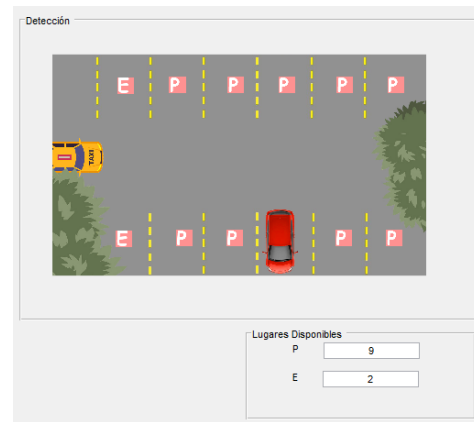 Detección
E P P P P P
TAXI
E P P P P
Lugares Disponibles
P 9
E 2